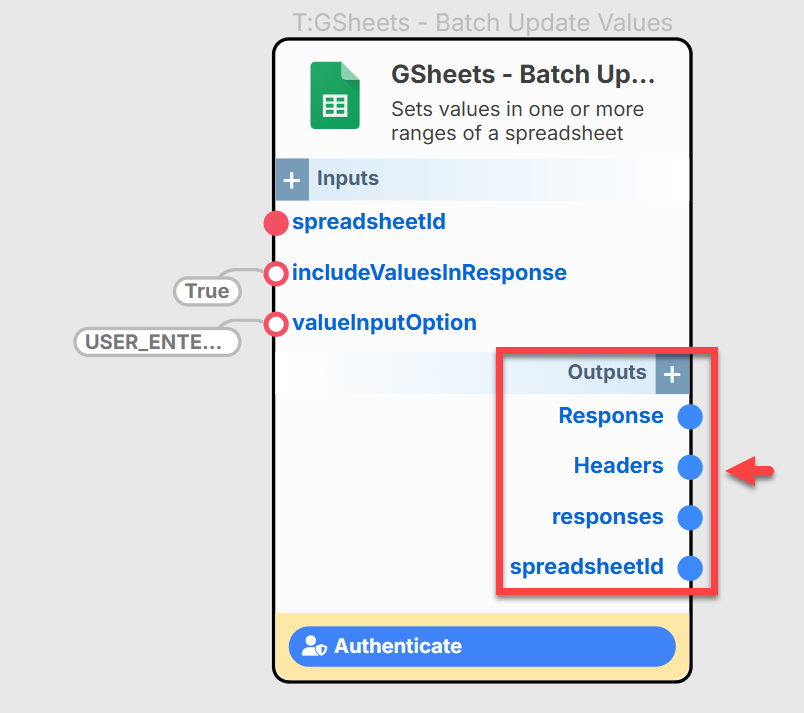 T:GSheets - Batch Update Values
GSheets - Batch Up...
Sets values in one or more
ranges of a spreadsheet
+ Inputs
spreadsheetId
includeValuesInResponse
True
valueInputOption
USER_ENTE...
Outputs +
Response
Headers
responses
spreadsheetId
Authenticate